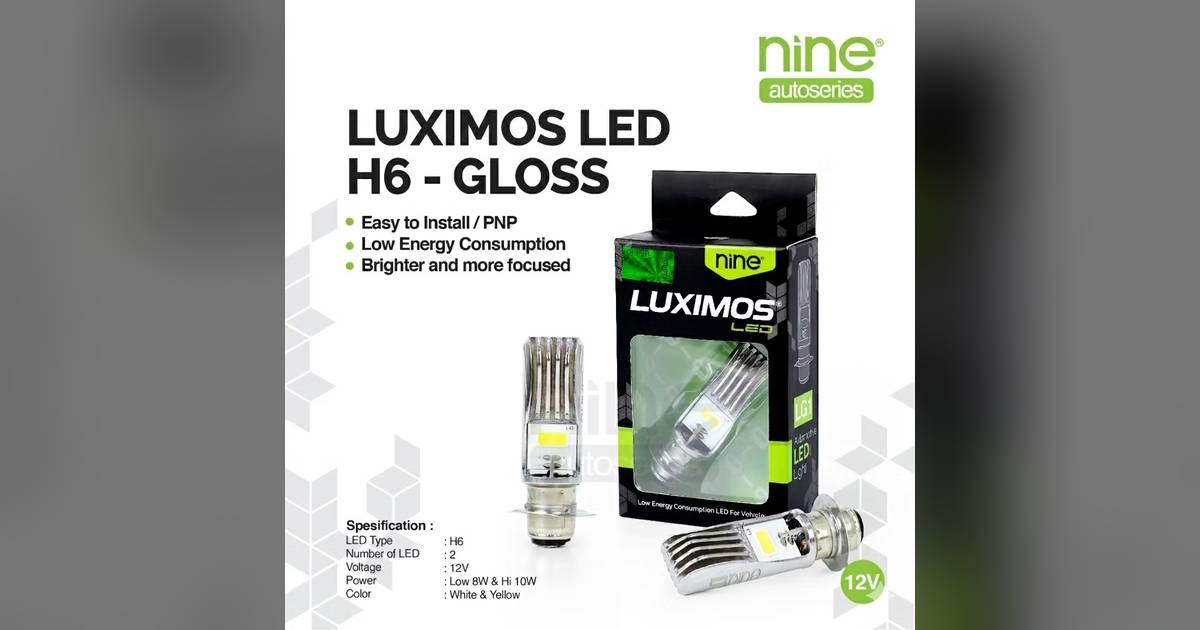 nine®
autoseries
LUXIMOS LED
H6 - GLOSS
Easy to Install / PNP
Low Energy Consumption
Brighter and more focused
nine®
LUXIMOS®
LED
LG1
Automotive
LED
Light
Low Energy Consumption LED For Vehicle
nine
Spesification :
LED Type : H6
Number of LED : 2
Voltage : 12V
Power : Low 8W & Hi 10W
Color : White & Yellow
12V